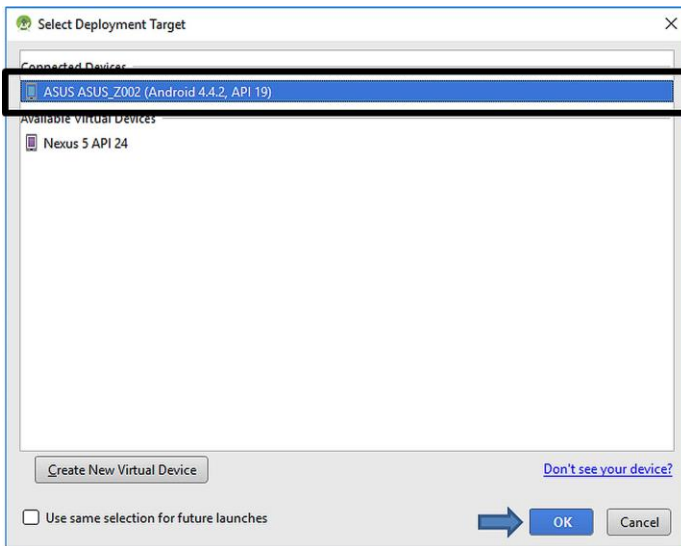 Select Deployment Target
Connected Devices
ASUS ASUS_Z002 (Android 4.4.2, API 19)
Available Virtual Devices
Nexus 5 API 24
Create New Virtual Device
Don't see your device?
Use same selection for future launches
OK
Cancel